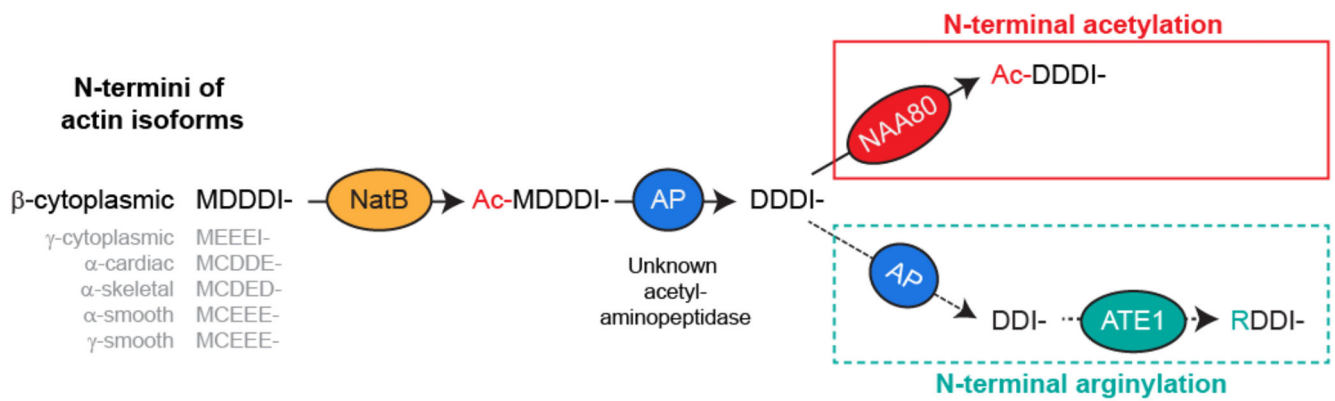 N-terminal acetylation
Ac-DDDI-
NAA80
N-termini of
actin isoforms
β-cytoplasmic MDDDI- NatB Ac-MDDDI- AP DDDI-
γ-cytoplasmic MEEEI-
α-cardiac MCDDE-
α-skeletal MCDED-
α-smooth MCEEE-
γ-smooth MCEEE-
Unknown
acetyl-
aminopeptidase
AP
DDI- ATE1 RDDI-
N-terminal arginylation